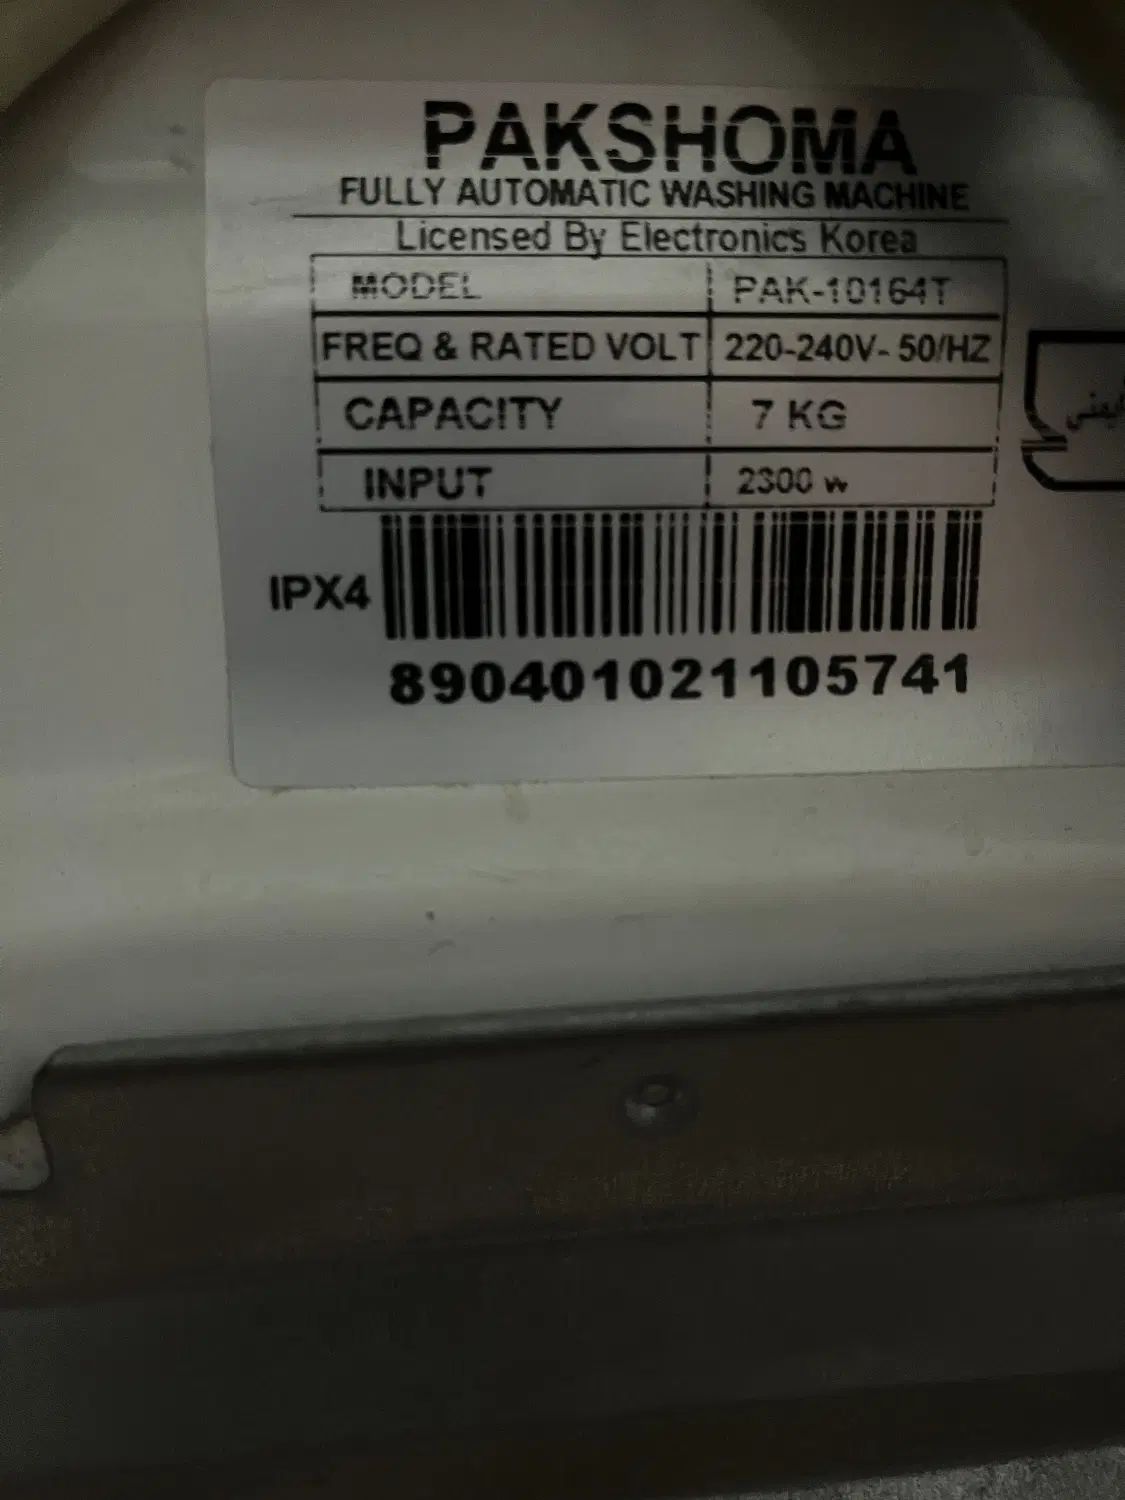 PAKSHOMA
FULLY AUTOMATIC WASHING MACHINE
Licensed By Electronics Korea
MODEL PAK-10164T
FREQ & RATED VOLT 220-240V- 50/HZ
CAPACITY 7 KG
INPUT 2300 w
IPX4
890401021105741